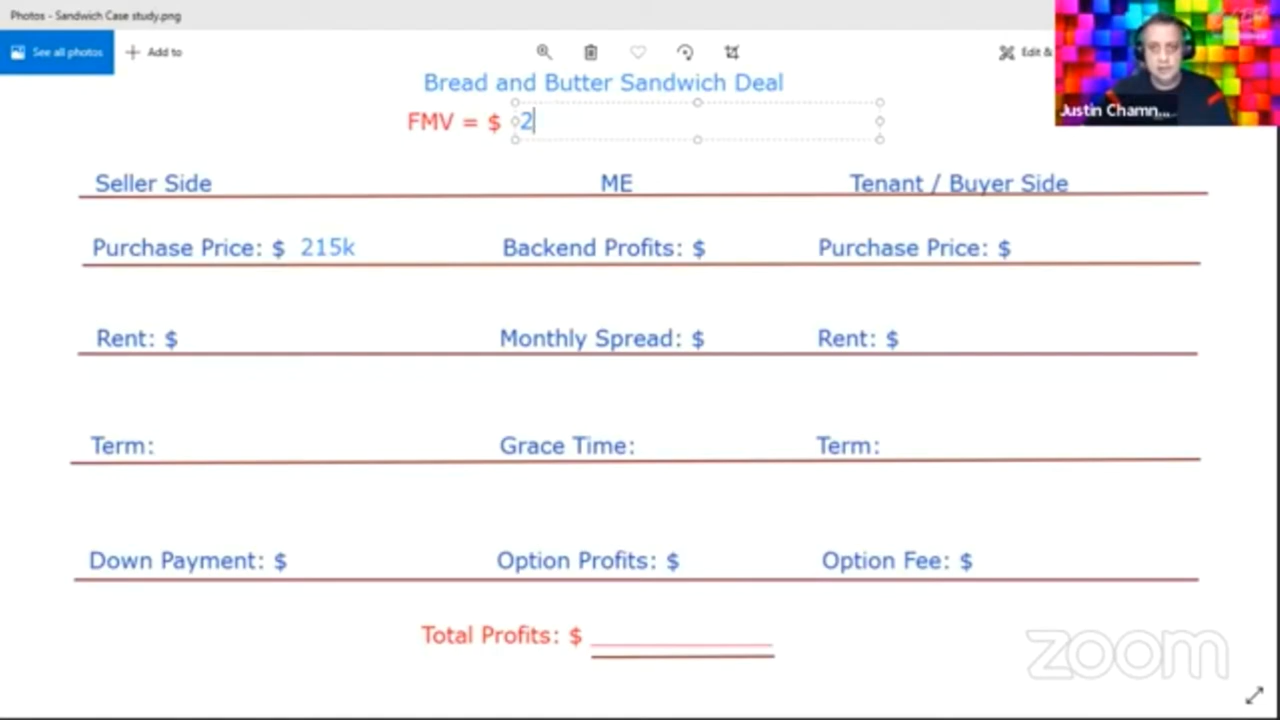 Photos - Sandwich Case study.png
See all photos
Add to
Edit &
Justin Chamn...
Bread and Butter Sandwich Deal
FMV = $ 2
Seller Side ME Tenant / Buyer Side
Purchase Price: $ 215k Backend Profits: $ Purchase Price: $
Rent: $ Monthly Spread: $ Rent: $
Term: Grace Time: Term:
Down Payment: $ Option Profits: $ Option Fee: $
Total Profits: $
zoom